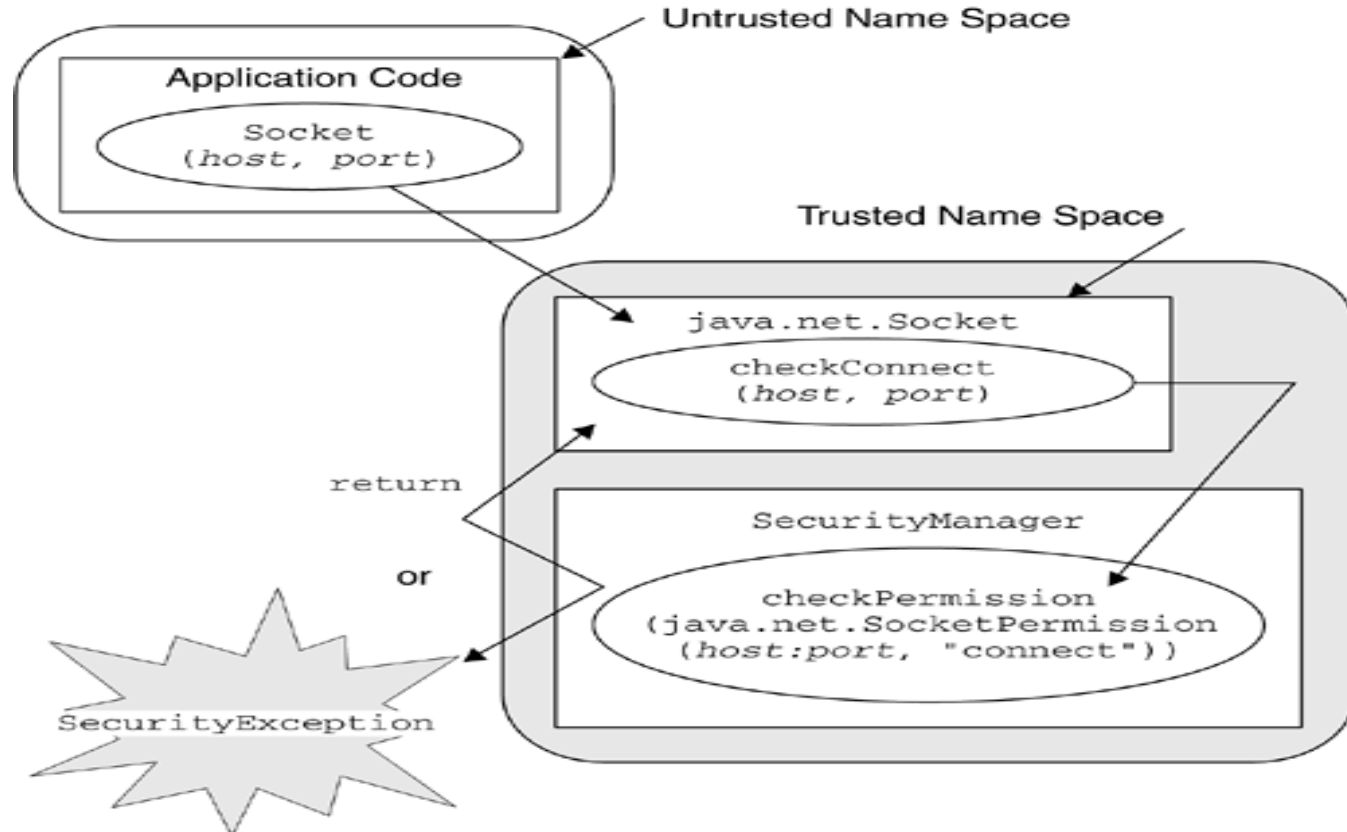 Untrusted Name Space
Application Code
Socket
(host, port)
Trusted Name Space
java.net.Socket
checkConnect
(host, port)
return
SecurityManager
or
checkPermission
(java.net.SocketPermission
(host:port, "connect"))
SecurityException